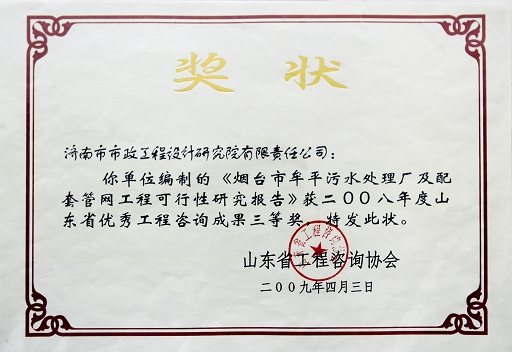 奖 状
济南市市政工程设计研究院有限责任公司：
你单位编制的《烟台市牟平污水处理厂及配
套管网工程可行性研究报告》获二〇〇八年度山
东省优秀工程咨询成果三等奖，特发此状。
山东省工程咨询协会
二〇〇九年四月三日